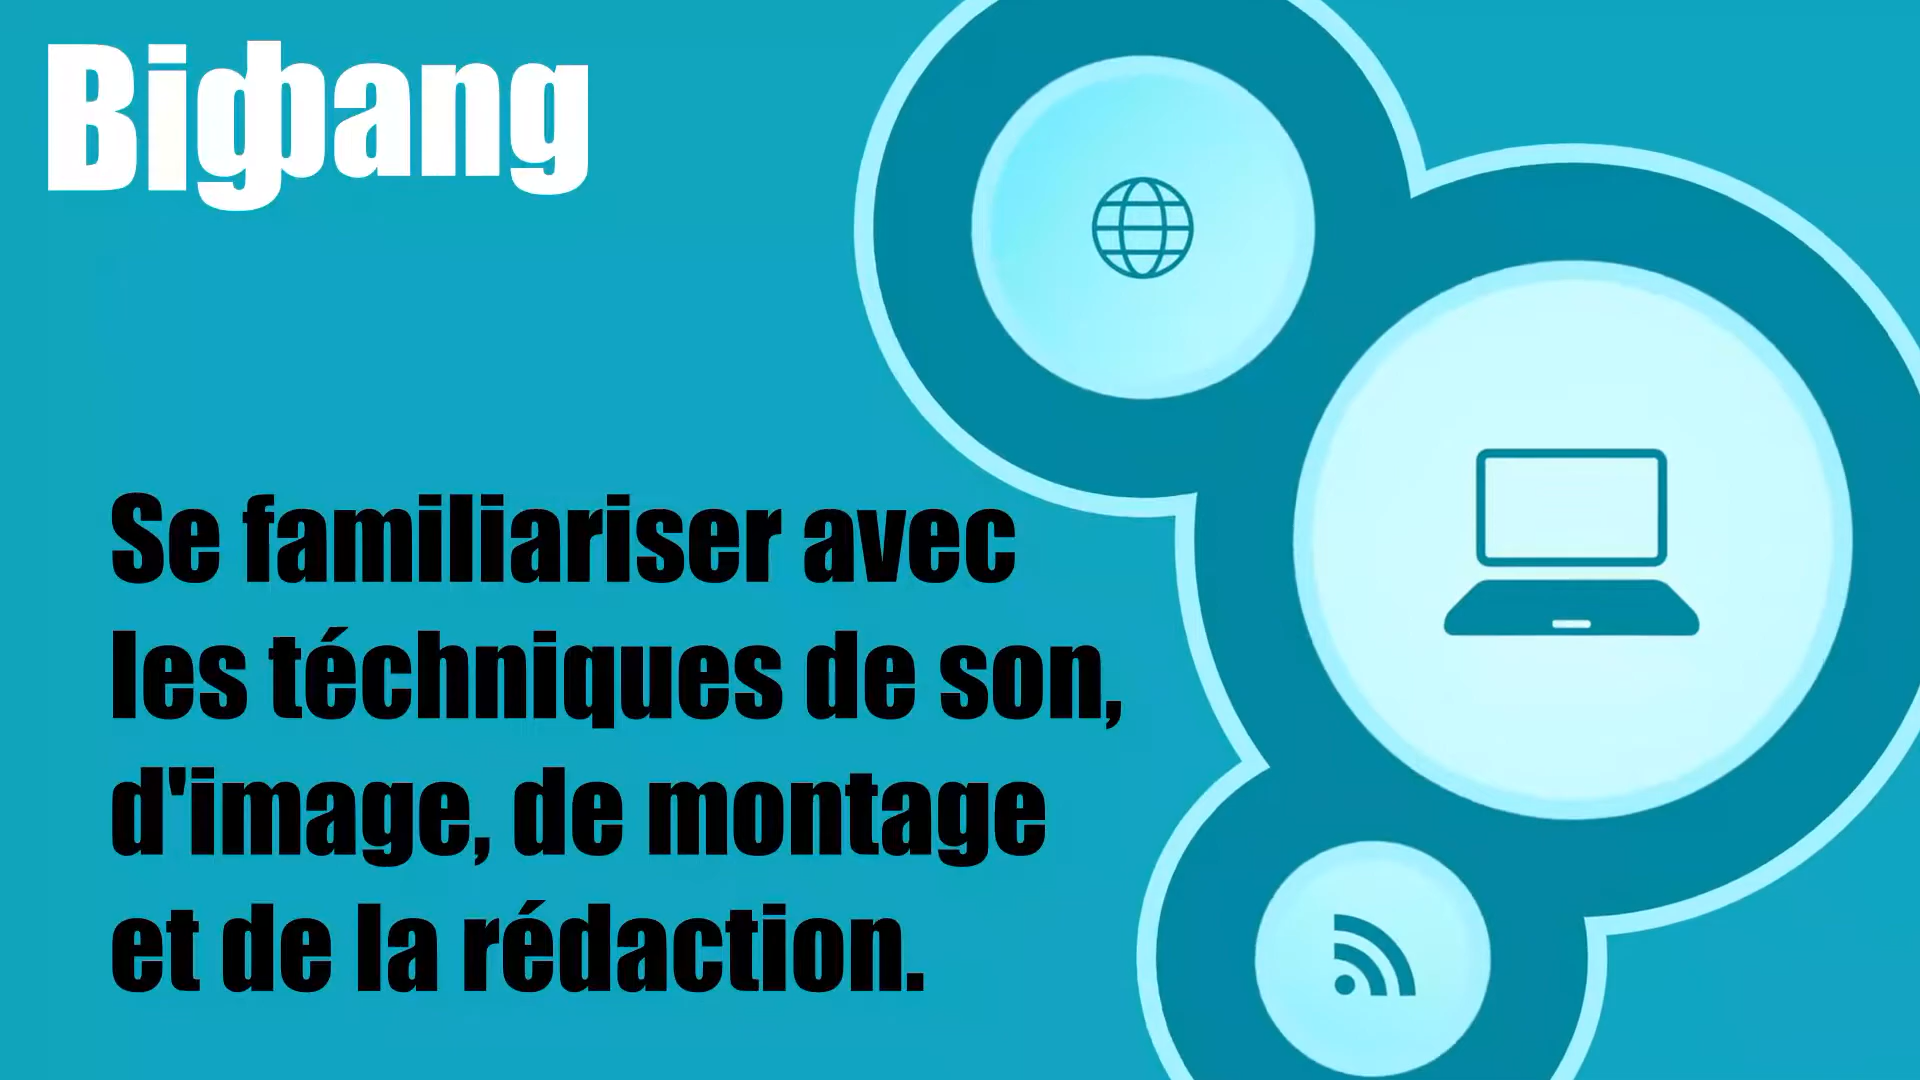 Bigbang
Se familiariser avec
les téchniques de son,
d'image, de montage
et de la rédaction.